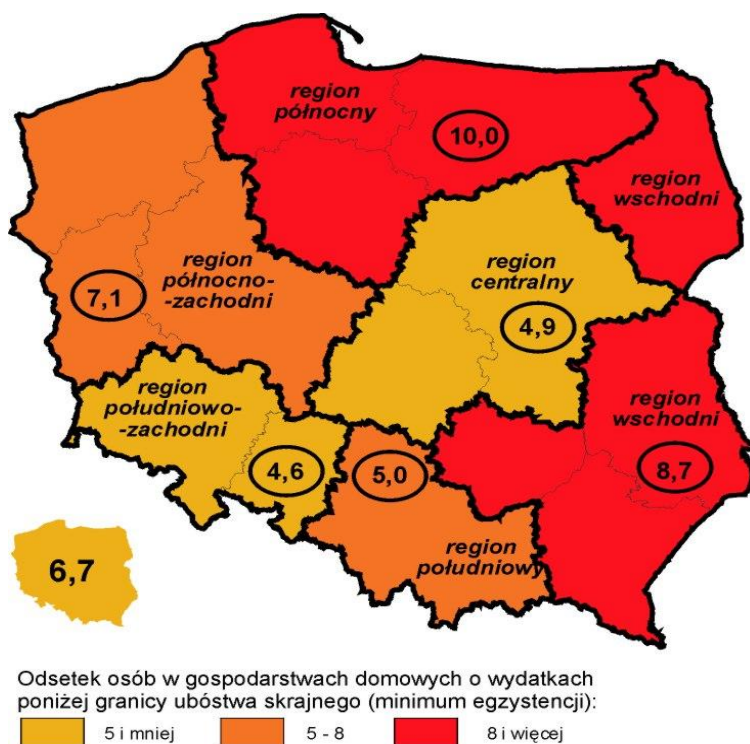 region
północny
10,0
region
wschodni
region
północno-
-zachodni
7,1
region
centralny
4,9
region
południowo-
-zachodni
4,6
5,0
region
południowy
region
wschodni
8,7
6,7
Odsetek osób w gospodarstwach domowych o wydatkach
poniżej granicy ubóstwa skrajnego (minimum egzystencji):
5 i mniej
5 - 8
8 i więcej